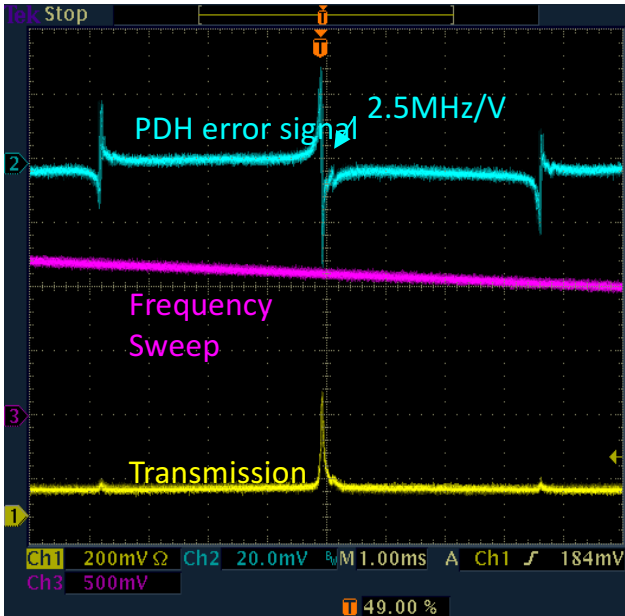 Tek Stop
T
T
PDH error signal
2.5MHz/V
2
Frequency
Sweep
3
Transmission
1
Ch1 200mV Ω Ch2 20.0mV BW M 1.00ms A Ch1 184mV
Ch3 500mV
T 49.00 %